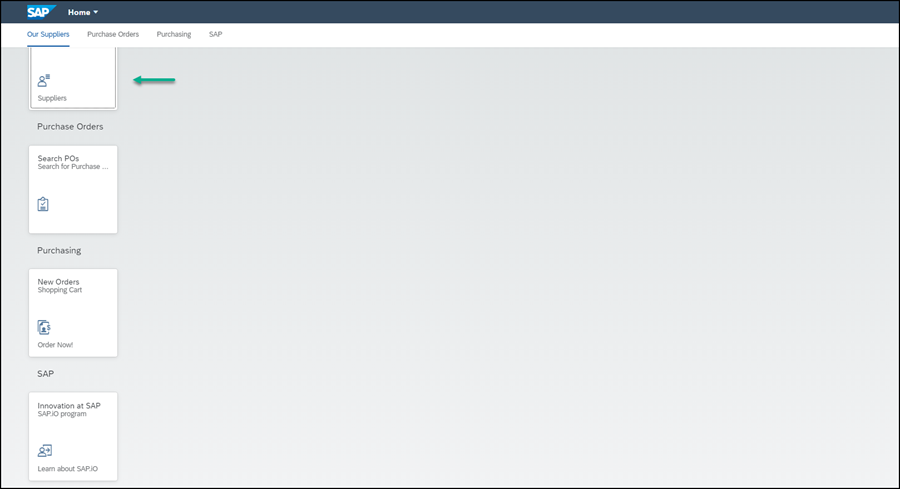 SAP Home
Our Suppliers Purchase Orders Purchasing SAP
Suppliers
Purchase Orders
Search POs
Search for Purchase ...
Purchasing
New Orders
Shopping Cart
Order Now!
SAP
Innovation at SAP
SAP.iO program
Learn about SAP.iO